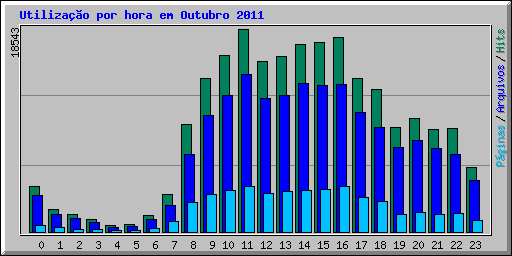 Utilização por hora em Outubro 2011
18543
Páginas / Arquivos / Hits
0 1 2 3 4 5 6 7 8 9 10 11 12 13 14 15 16 17 18 19 20 21 22 23